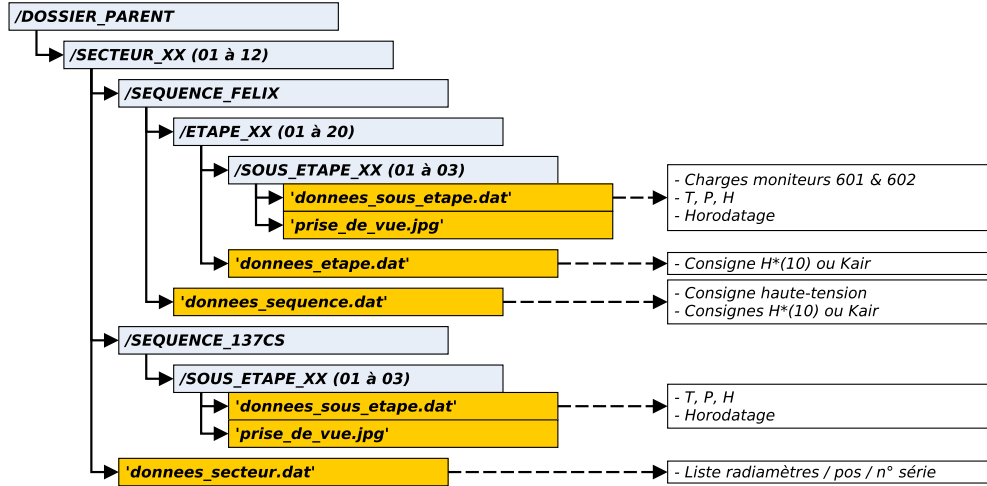 /DOSSIER_PARENT
/SECTEUR_XX (01 à 12)
/SEQUENCE_FELIX
/ETAPE_XX (01 à 20)
/SOUS_ETAPE_XX (01 à 03)
'donnees_sous_etape.dat'
- Charges moniteurs 601 & 602
- T, P, H
- Horodatage
'prise_de_vue.jpg'
'donnees_etape.dat'
- Consigne H*(10) ou Kair
'donnees_sequence.dat'
- Consigne haute-tension
- Consignes H*(10) ou Kair
/SEQUENCE_137CS
/SOUS_ETAPE_XX (01 à 03)
'donnees_sous_etape.dat'
- T, P, H
- Horodatage
'prise_de_vue.jpg'
'donnees_secteur.dat'
- Liste radiamètres / pos / n° série